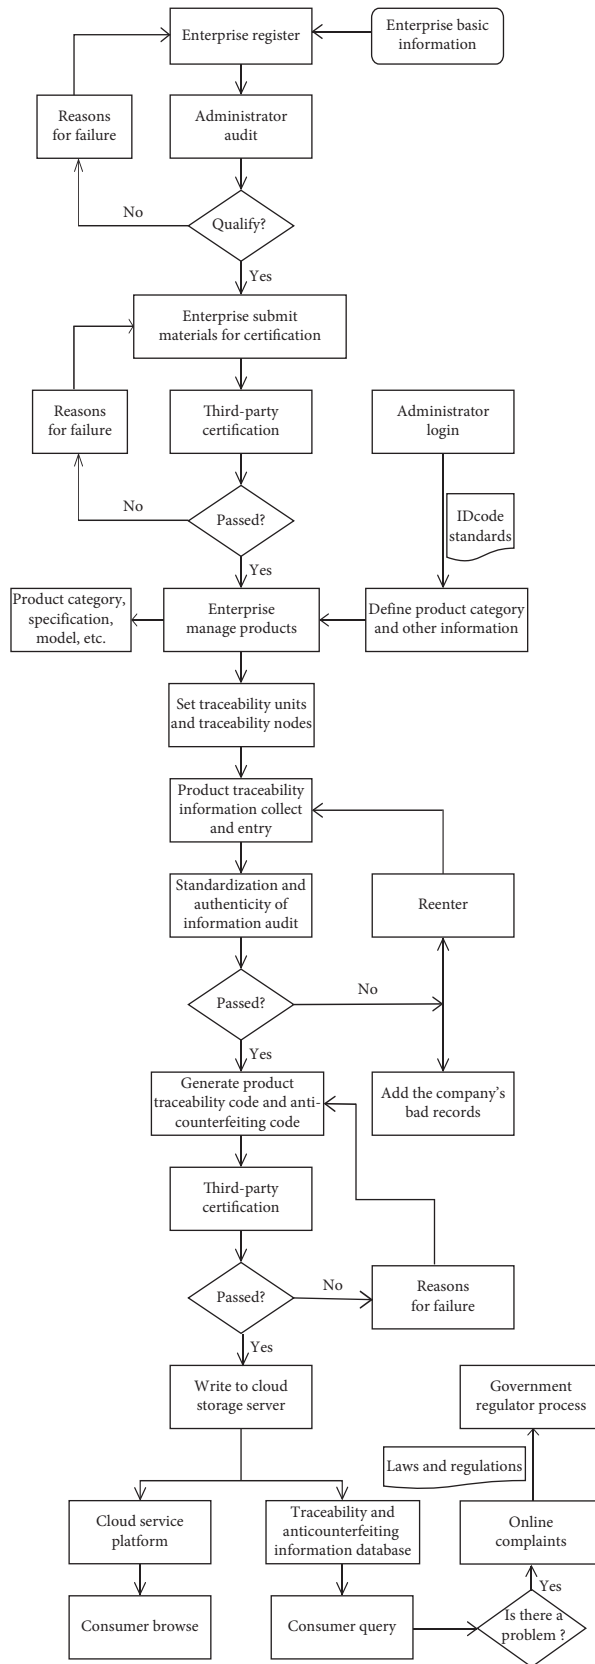 Enterprise register
Enterprise basic
information
Reasons
for failure
Administrator
audit
No
Qualify?
Yes
Enterprise submit
materials for certification
Reasons
for failure
Third-party
certification
Administrator
login
No
Passed?
IDcode
standards
Yes
Product category,
specification,
model, etc.
Enterprise
manage products
Define product category
and other information
Set traceability units
and traceability nodes
Product traceability
information collect
and entry
Standardization and
authenticity of
information audit
Reenter
Passed?
No
Yes
Generate product
traceability code and anti-
counterfeiting code
Add the company's
bad records
Third-party
certification
Passed?
No
Reasons
for failure
Yes
Write to cloud
storage server
Government
regulator process
Laws and regulations
Cloud service
platform
Traceability and
anticounterfeiting
information database
Online
complaints
Yes
Consumer browse
Consumer query
Is there a
problem ?